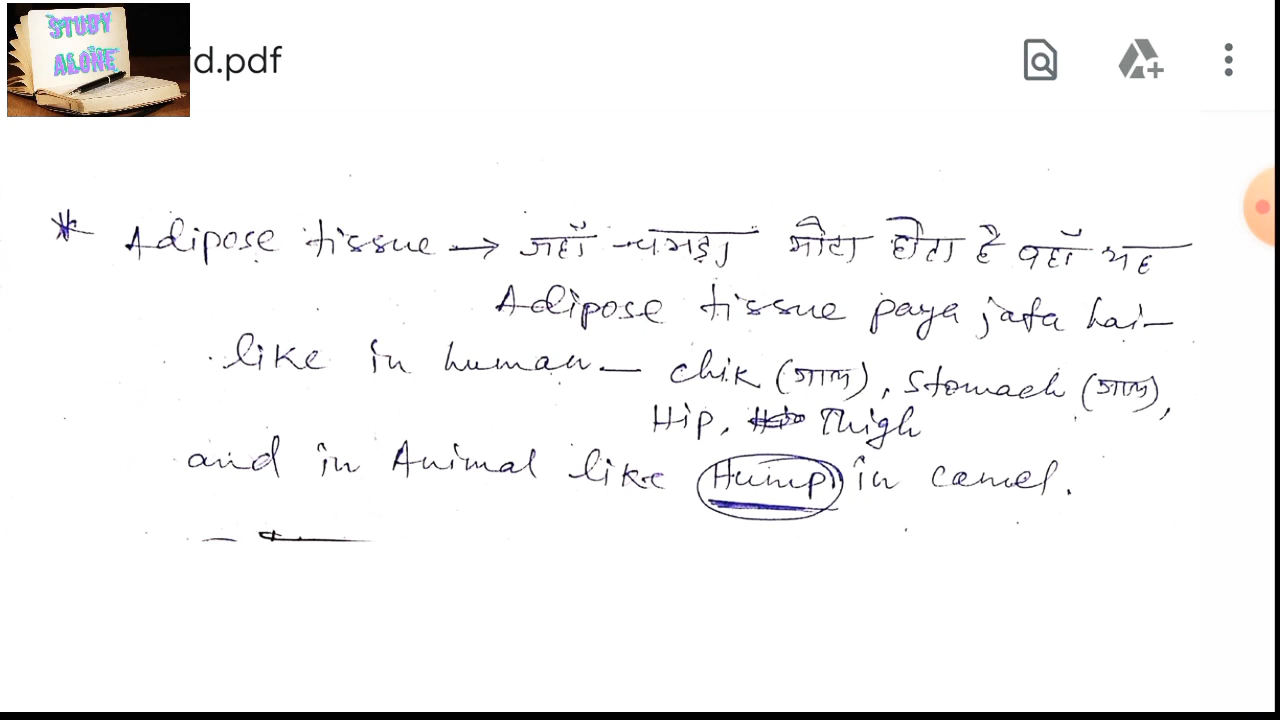 STUDY
ALONE
id.pdf
* Adipose tissue → जहाँ चमड़ा मोटा होता है वहाँ यह
Adipose tissue paya jata hai–
like in human – chik (गाल), Stomach (गाल),
Hip, Thigh
and in Animal like Hump in camel.